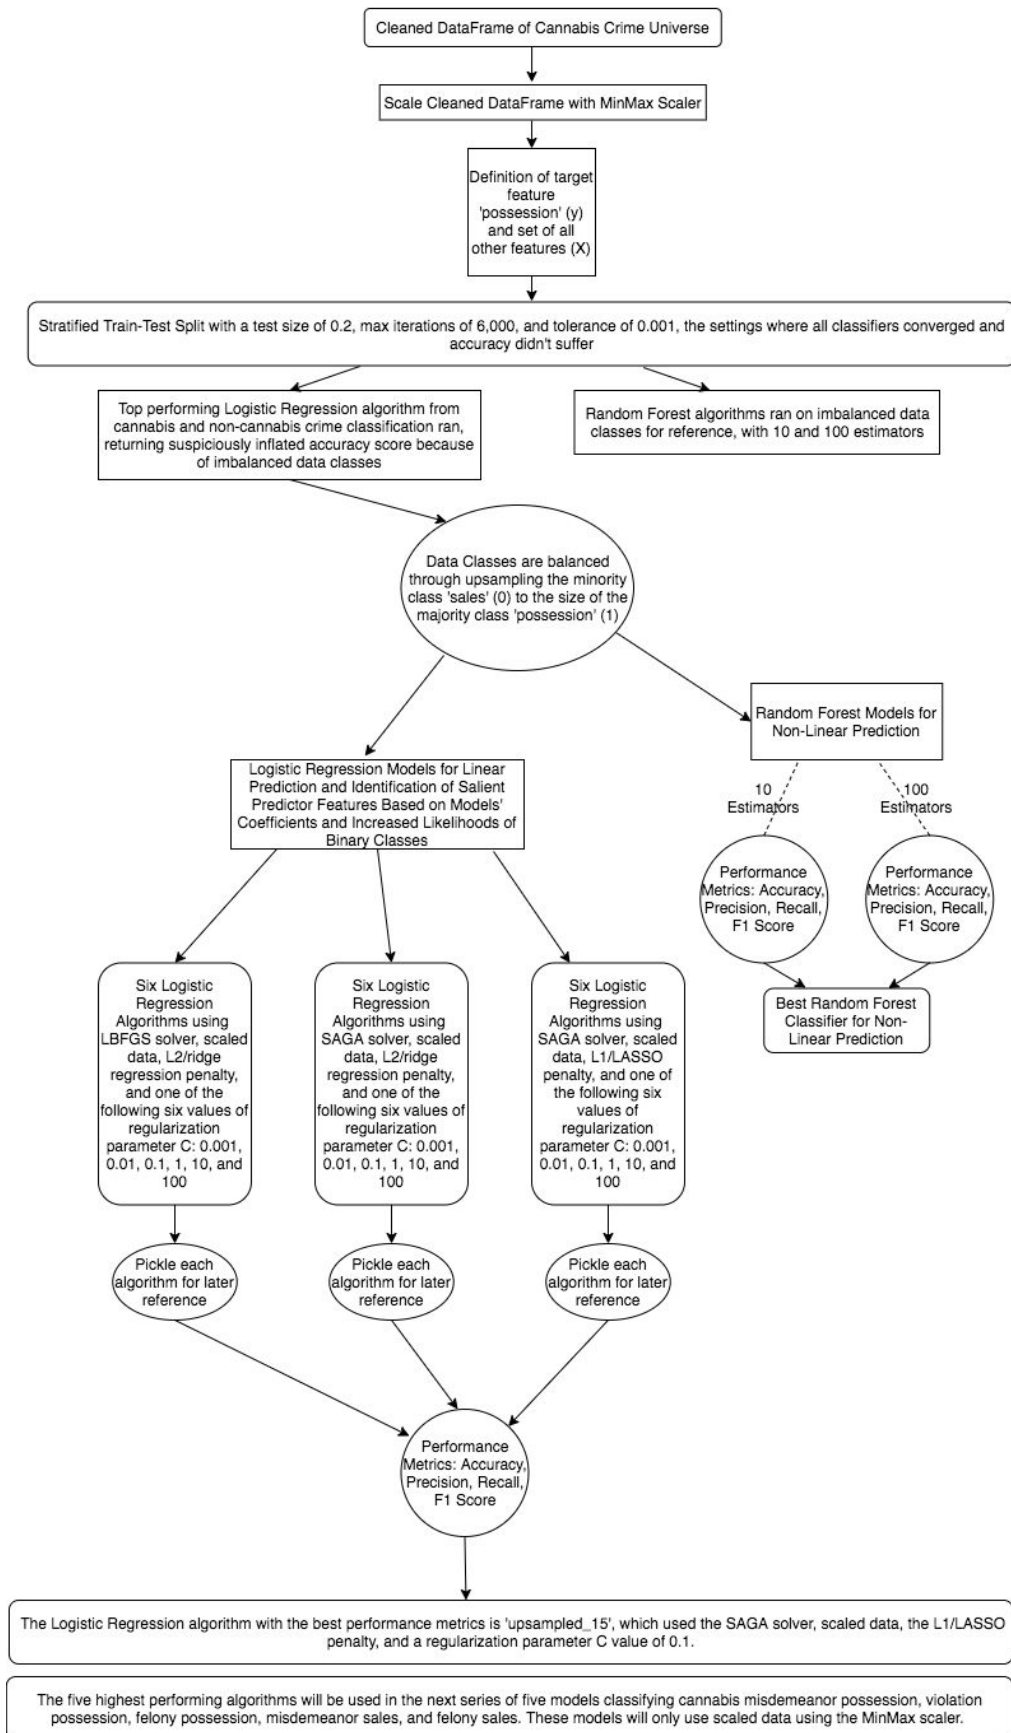 Cleaned DataFrame of Cannabis Crime Universe
Scale Cleaned DataFrame with MinMax Scaler
Definition of target
feature
'possession' (y)
and set of all
other features (X)
Stratified Train-Test Split with a test size of 0.2, max iterations of 6,000, and tolerance of 0.001, the settings where all classifiers converged and
accuracy didn't suffer
Top performing Logistic Regression algorithm from
cannabis and non-cannabis crime classification ran,
returning suspiciously inflated accuracy score because
of imbalanced data classes
Random Forest algorithms ran on imbalanced data
classes for reference, with 10 and 100 estimators
Data Classes are balanced
through upsampling the minority
class 'sales' (0) to the size of the
majority class 'possession' (1)
Random Forest Models for
Non-Linear Prediction
Logistic Regression Models for Linear
Prediction and Identification of Salient
Predictor Features Based on Models'
Coefficients and Increased Likelihoods of
Binary Classes
10
Estimators
100
Estimators
Performance
Metrics: Accuracy,
Precision, Recall,
F1 Score
Performance
Metrics: Accuracy,
Precision, Recall,
F1 Score
Best Random Forest
Classifier for Non-
Linear Prediction
Six Logistic
Regression
Algorithms using
LBFGS solver, scaled
data, L2/ridge
regression penalty,
and one of the
following six values of
regularization
parameter C: 0.001,
0.01, 0.1, 1, 10, and
100
Six Logistic
Regression
Algorithms using
SAGA solver, scaled
data, L2/ridge
regression penalty,
and one of the
following six values of
regularization
parameter C: 0.001,
0.01, 0.1, 1, 10, and
100
Six Logistic
Regression
Algorithms using
SAGA solver, scaled
data, L1/LASSO
penalty, and one of
the following six
values of
regularization
parameter C: 0.001,
0.01, 0.1, 1, 10, and
100
Pickle each
algorithm for later
reference
Pickle each
algorithm for later
reference
Pickle each
algorithm for later
reference
Performance
Metrics: Accuracy,
Precision, Recall,
F1 Score
The Logistic Regression algorithm with the best performance metrics is 'upsampled_15', which used the SAGA solver, scaled data, the L1/LASSO
penalty, and a regularization parameter C value of 0.1.
The five highest performing algorithms will be used in the next series of five models classifying cannabis misdemeanor possession, violation
possession, felony possession, misdemeanor sales, and felony sales. These models will only use scaled data using the MinMax scaler.